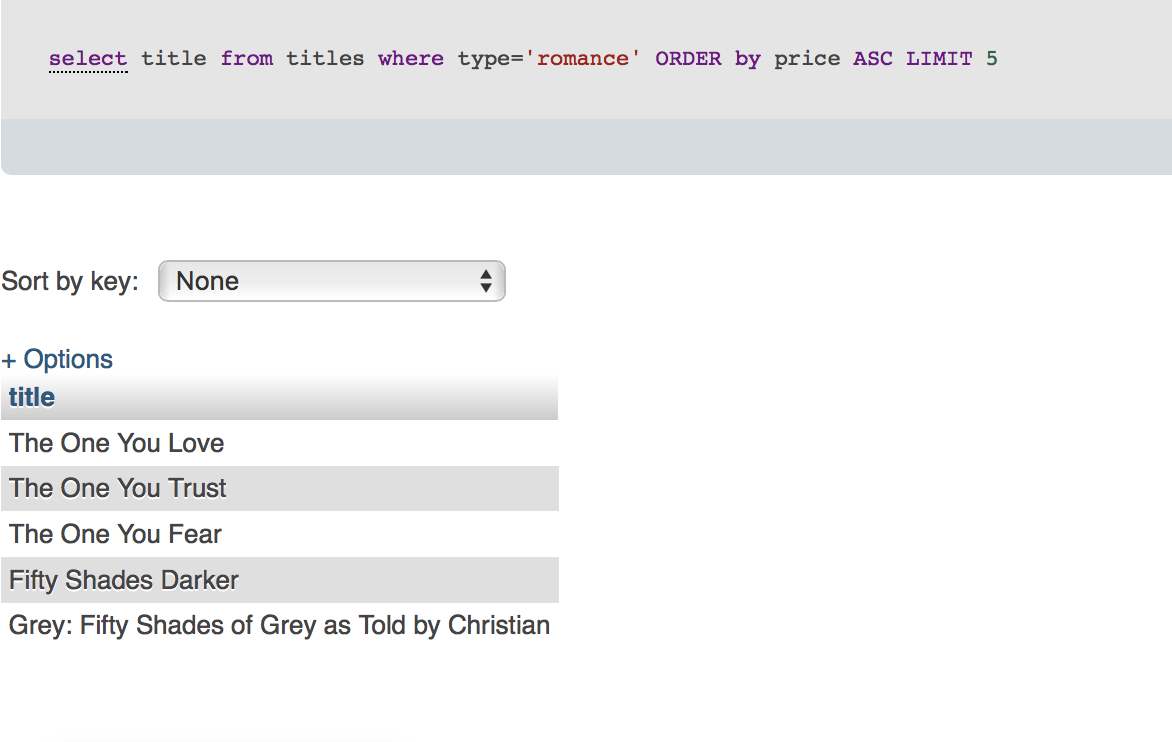 select title from titles where type='romance' ORDER by price ASC LIMIT 5
Sort by key: None
+ Options
title
The One You Love
The One You Trust
The One You Fear
Fifty Shades Darker
Grey: Fifty Shades of Grey as Told by Christian